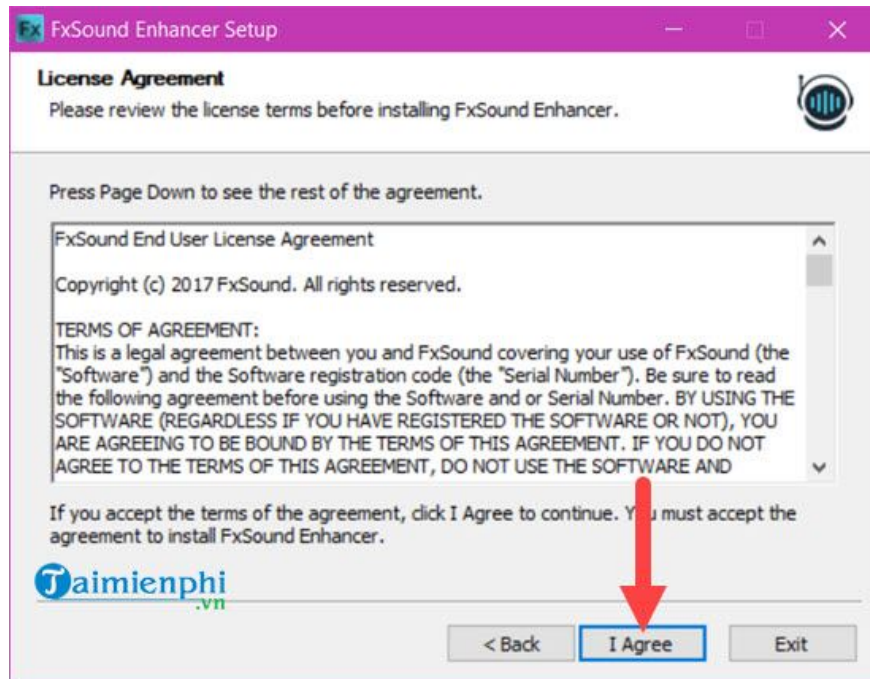 Fx FxSound Enhancer Setup
License Agreement
Please review the license terms before installing FxSound Enhancer.
Press Page Down to see the rest of the agreement.
FxSound End User License Agreement
Copyright (c) 2017 FxSound. All rights reserved.
TERMS OF AGREEMENT:
This is a legal agreement between you and FxSound covering your use of FxSound (the
"Software") and the Software registration code (the "Serial Number"). Be sure to read
the following agreement before using the Software and or Serial Number. BY USING THE
SOFTWARE (REGARDLESS IF YOU HAVE REGISTERED THE SOFTWARE OR NOT), YOU
ARE AGREEING TO BE BOUND BY THE TERMS OF THIS AGREEMENT. IF YOU DO NOT
AGREE TO THE TERMS OF THIS AGREEMENT, DO NOT USE THE SOFTWARE AND
If you accept the terms of the agreement, click I Agree to continue. You must accept the
agreement to install FxSound Enhancer.
Taimienphi
.vn
< Back I Agree Exit